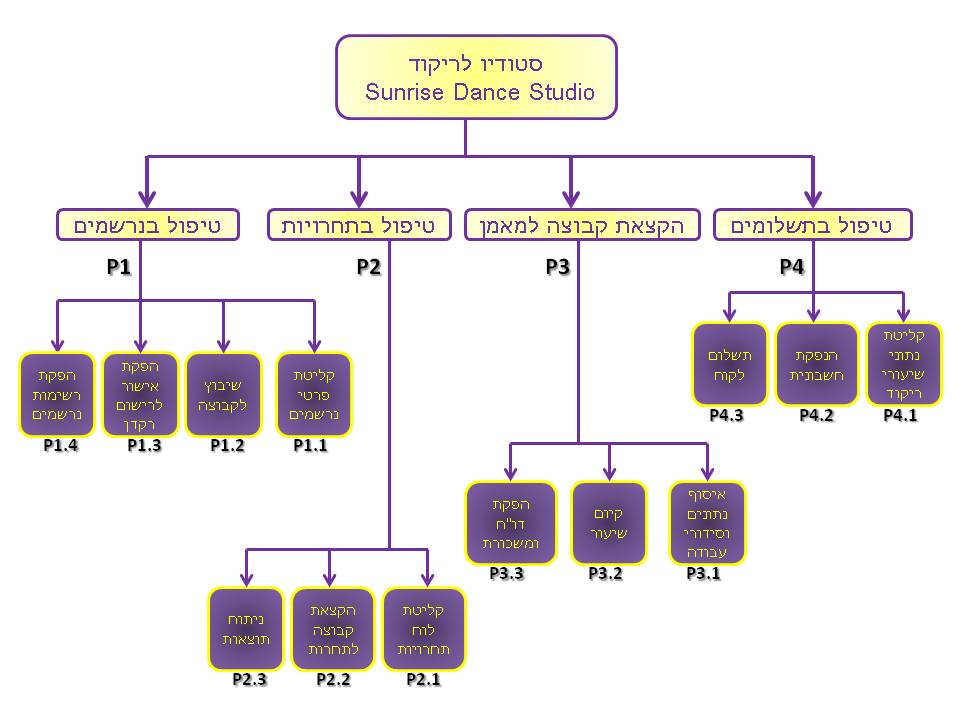 סטודיו לריקוד
Sunrise Dance Studio
טיפול בתשלומים
הקצאת קבוצה למאמן
טיפול בתחרויות
טיפול בנרשמים
P4
P3
P2
P1
קליטת
נתוני
שיעורי
ריקוד
P4.1
הנפקת
חשבונית
P4.2
תשלום
לקוח
P4.3
קליטת
פרטי
נרשמים
P1.1
שיבוץ
לקבוצה
P1.2
הפקת
אישור
לרישום
רקדן
P1.3
הפקת
רשימות
נרשמים
P1.4
איסוף
נתונים
וסידורי
עבודה
P3.1
קיום
שיעור
P3.2
הפקת
דו"ח
ומשכורת
P3.3
קליטת
לוח
תחרויות
P2.1
הקצאת
קבוצה
לתחרות
P2.2
ניתוח
תוצאות
P2.3